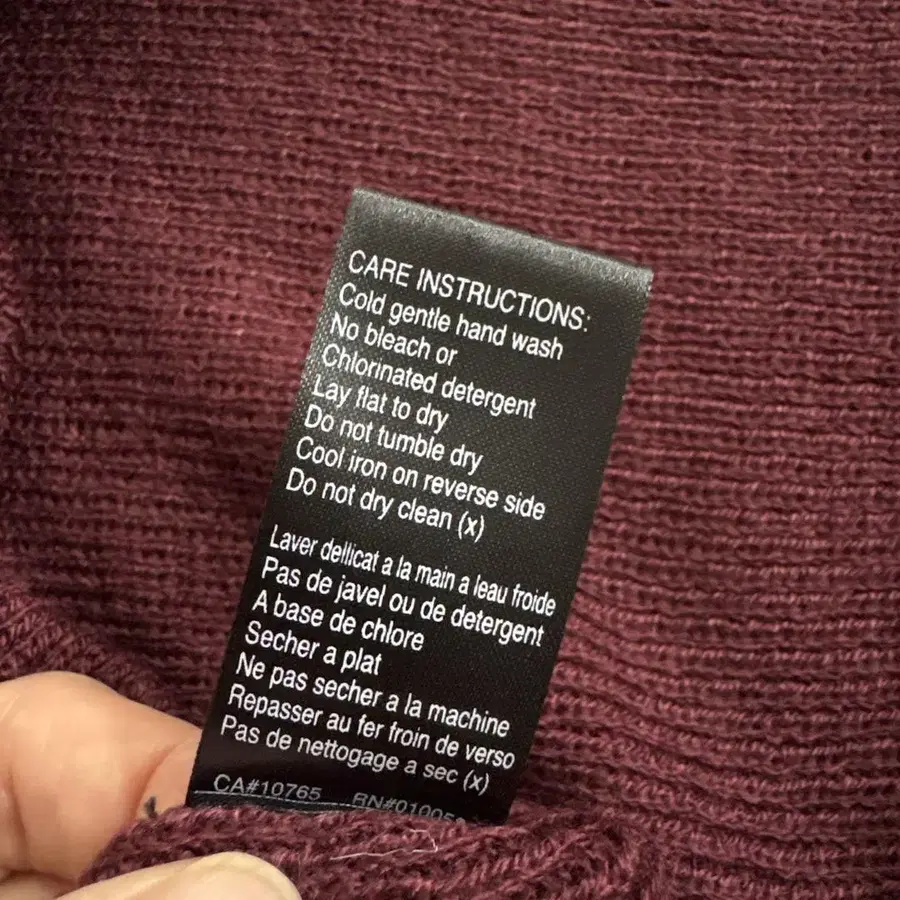 CARE INSTRUCTIONS:
Cold gentle hand wash
No bleach or
Chlorinated detergent
Lay flat to dry
Do not tumble dry
Cool iron on reverse side
Do not dry clean (x)
Laver dellicat a la main a leau froide
Pas de javel ou de detergent
A base de chlore
Secher a plat
Ne pas secher a la machine
Repasser au fer froin de verso
Pas de nettogage a sec (x)
CA#10765